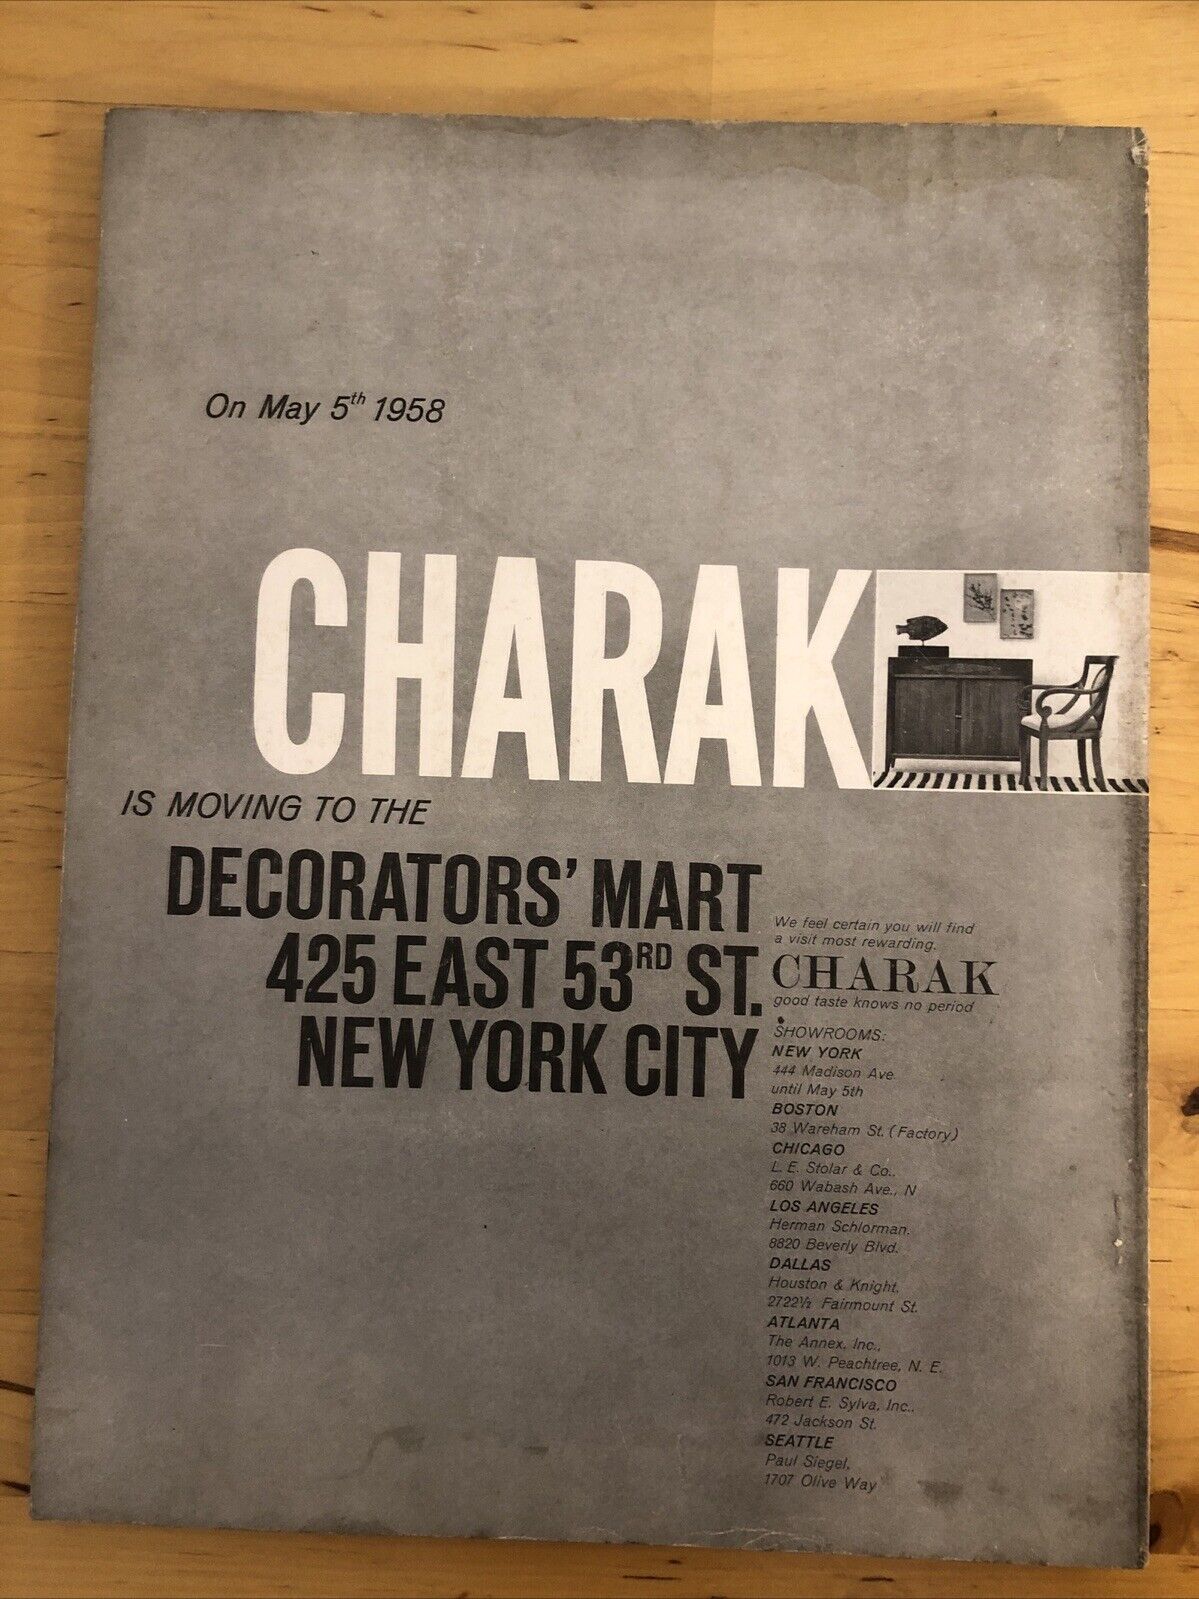 On May 5th 1958
CHARAK
IS MOVING TO THE
DECORATORS' MART
425 EAST 53RD ST.
NEW YORK CITY
We feel certain you will find
a visit most rewarding.
CHARAK
good taste knows no period
SHOWROOMS:
NEW YORK
444 Madison Ave.
until May 5th
BOSTON
38 Wareham St. (Factory)
CHICAGO
L. E. Stolar & Co.,
660 Wabash Ave., N
LOS ANGELES
Herman Schlorman.
8820 Beverly Blvd.
DALLAS
Houston & Knight,
2722½ Fairmount St.
ATLANTA
The Annex, Inc.,
1013 W. Peachtree, N. E.
SAN FRANCISCO
Robert E. Sylva, Inc.,
472 Jackson St.
SEATTLE
Paul Siegel,
1707 Olive Way